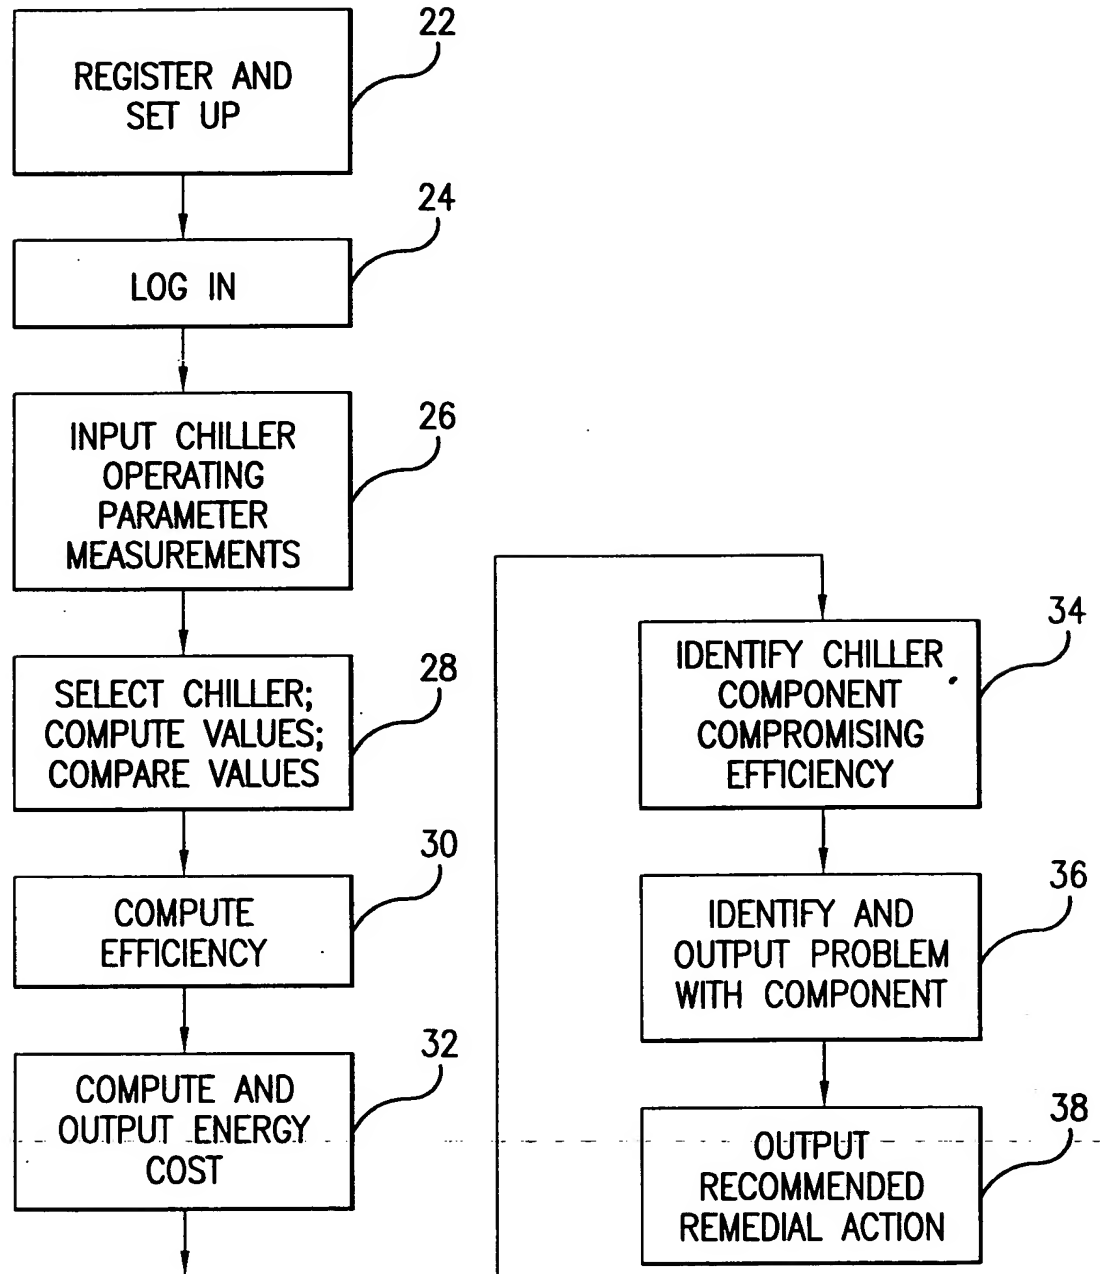 22
REGISTER AND
SET UP
24
LOG IN
26
INPUT CHILLER
OPERATING
PARAMETER
MEASUREMENTS
28
SELECT CHILLER;
COMPUTE VALUES;
COMPARE VALUES
30
COMPUTE
EFFICIENCY
32
COMPUTE AND
OUTPUT ENERGY
COST
34
IDENTIFY CHILLER
COMPONENT
COMPROMISING
EFFICIENCY
36
IDENTIFY AND
OUTPUT PROBLEM
WITH COMPONENT
38
OUTPUT
RECOMMENDED
REMEDIAL ACTION